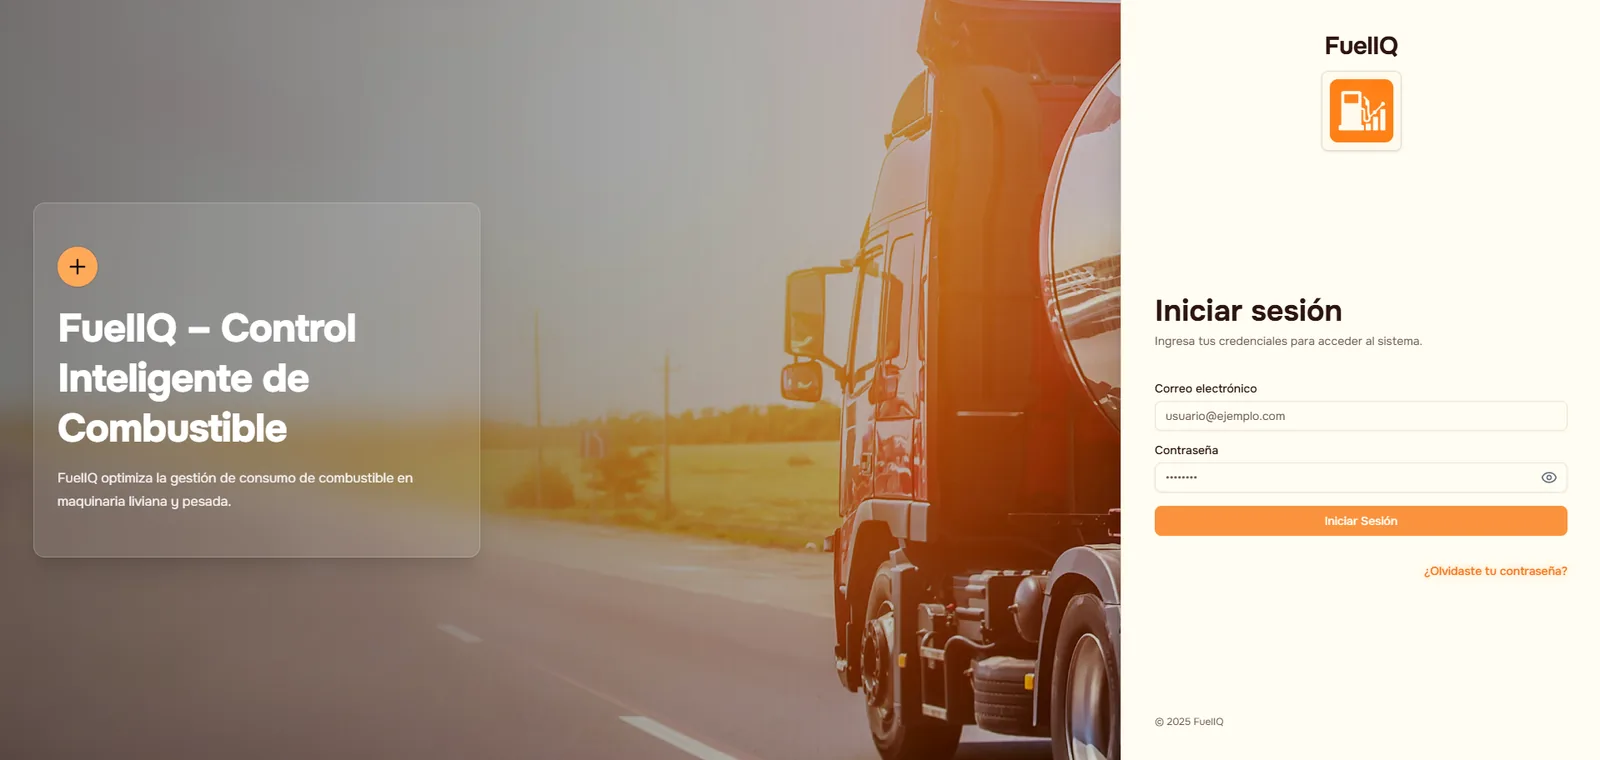 FuelIQ – Control
Inteligente de
Combustible
FuelIQ optimiza la gestión de consumo de combustible en
maquinaria liviana y pesada.
FuelIQ
Iniciar sesión
Ingresa tus credenciales para acceder al sistema.
Correo electrónico
usuario@ejemplo.com
Contraseña
••••••••
Iniciar Sesión
¿Olvidaste tu contraseña?
© 2025 FuelIQ